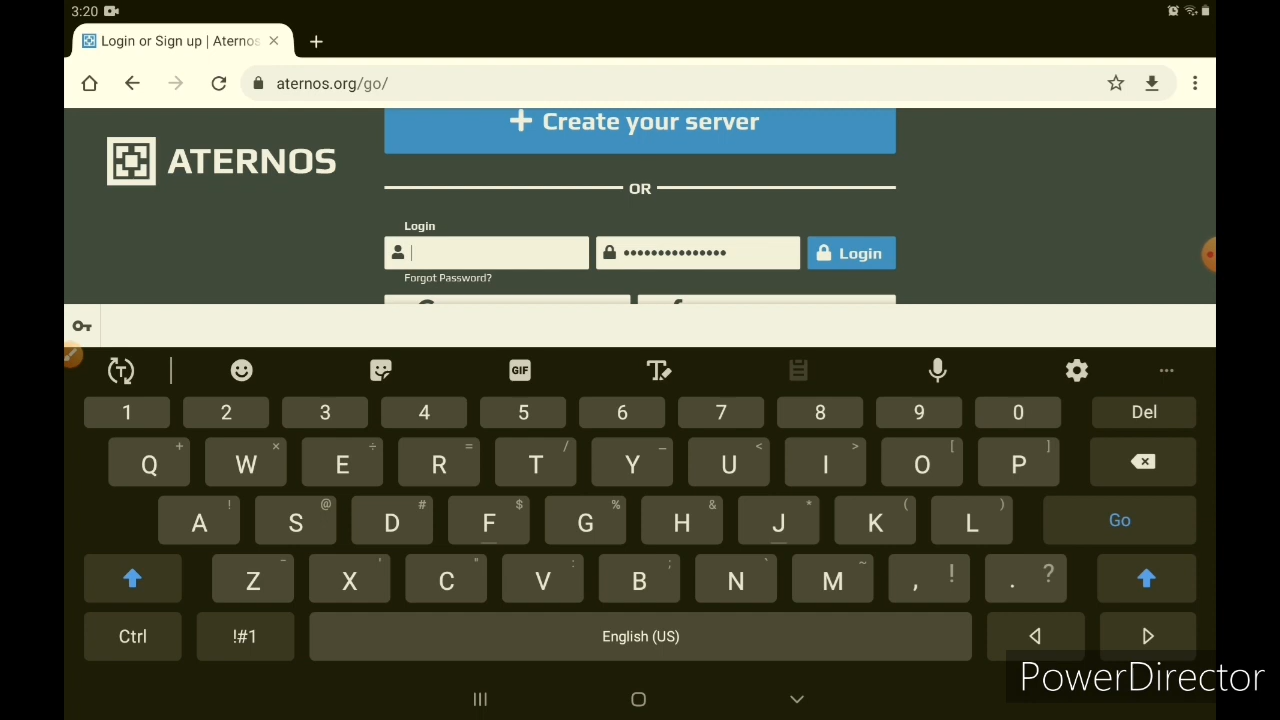 3:20
Login or Sign up | Aternos
aternos.org/go/
+ Create your server
ATERNOS
OR
Login
••••••••••••••• Login
Forgot Password?
GIF
1 2 3 4 5 6 7 8 9 0 Del
+ × ÷ = / _ < > [ ]
Q W E R T Y U I O P
! @ # $ % & * ( )
A S D F G H J K L Go
- ' " : ; ` ~ ! ?
Z X C V B N M , .
Ctrl !#1 English (US)
PowerDirector